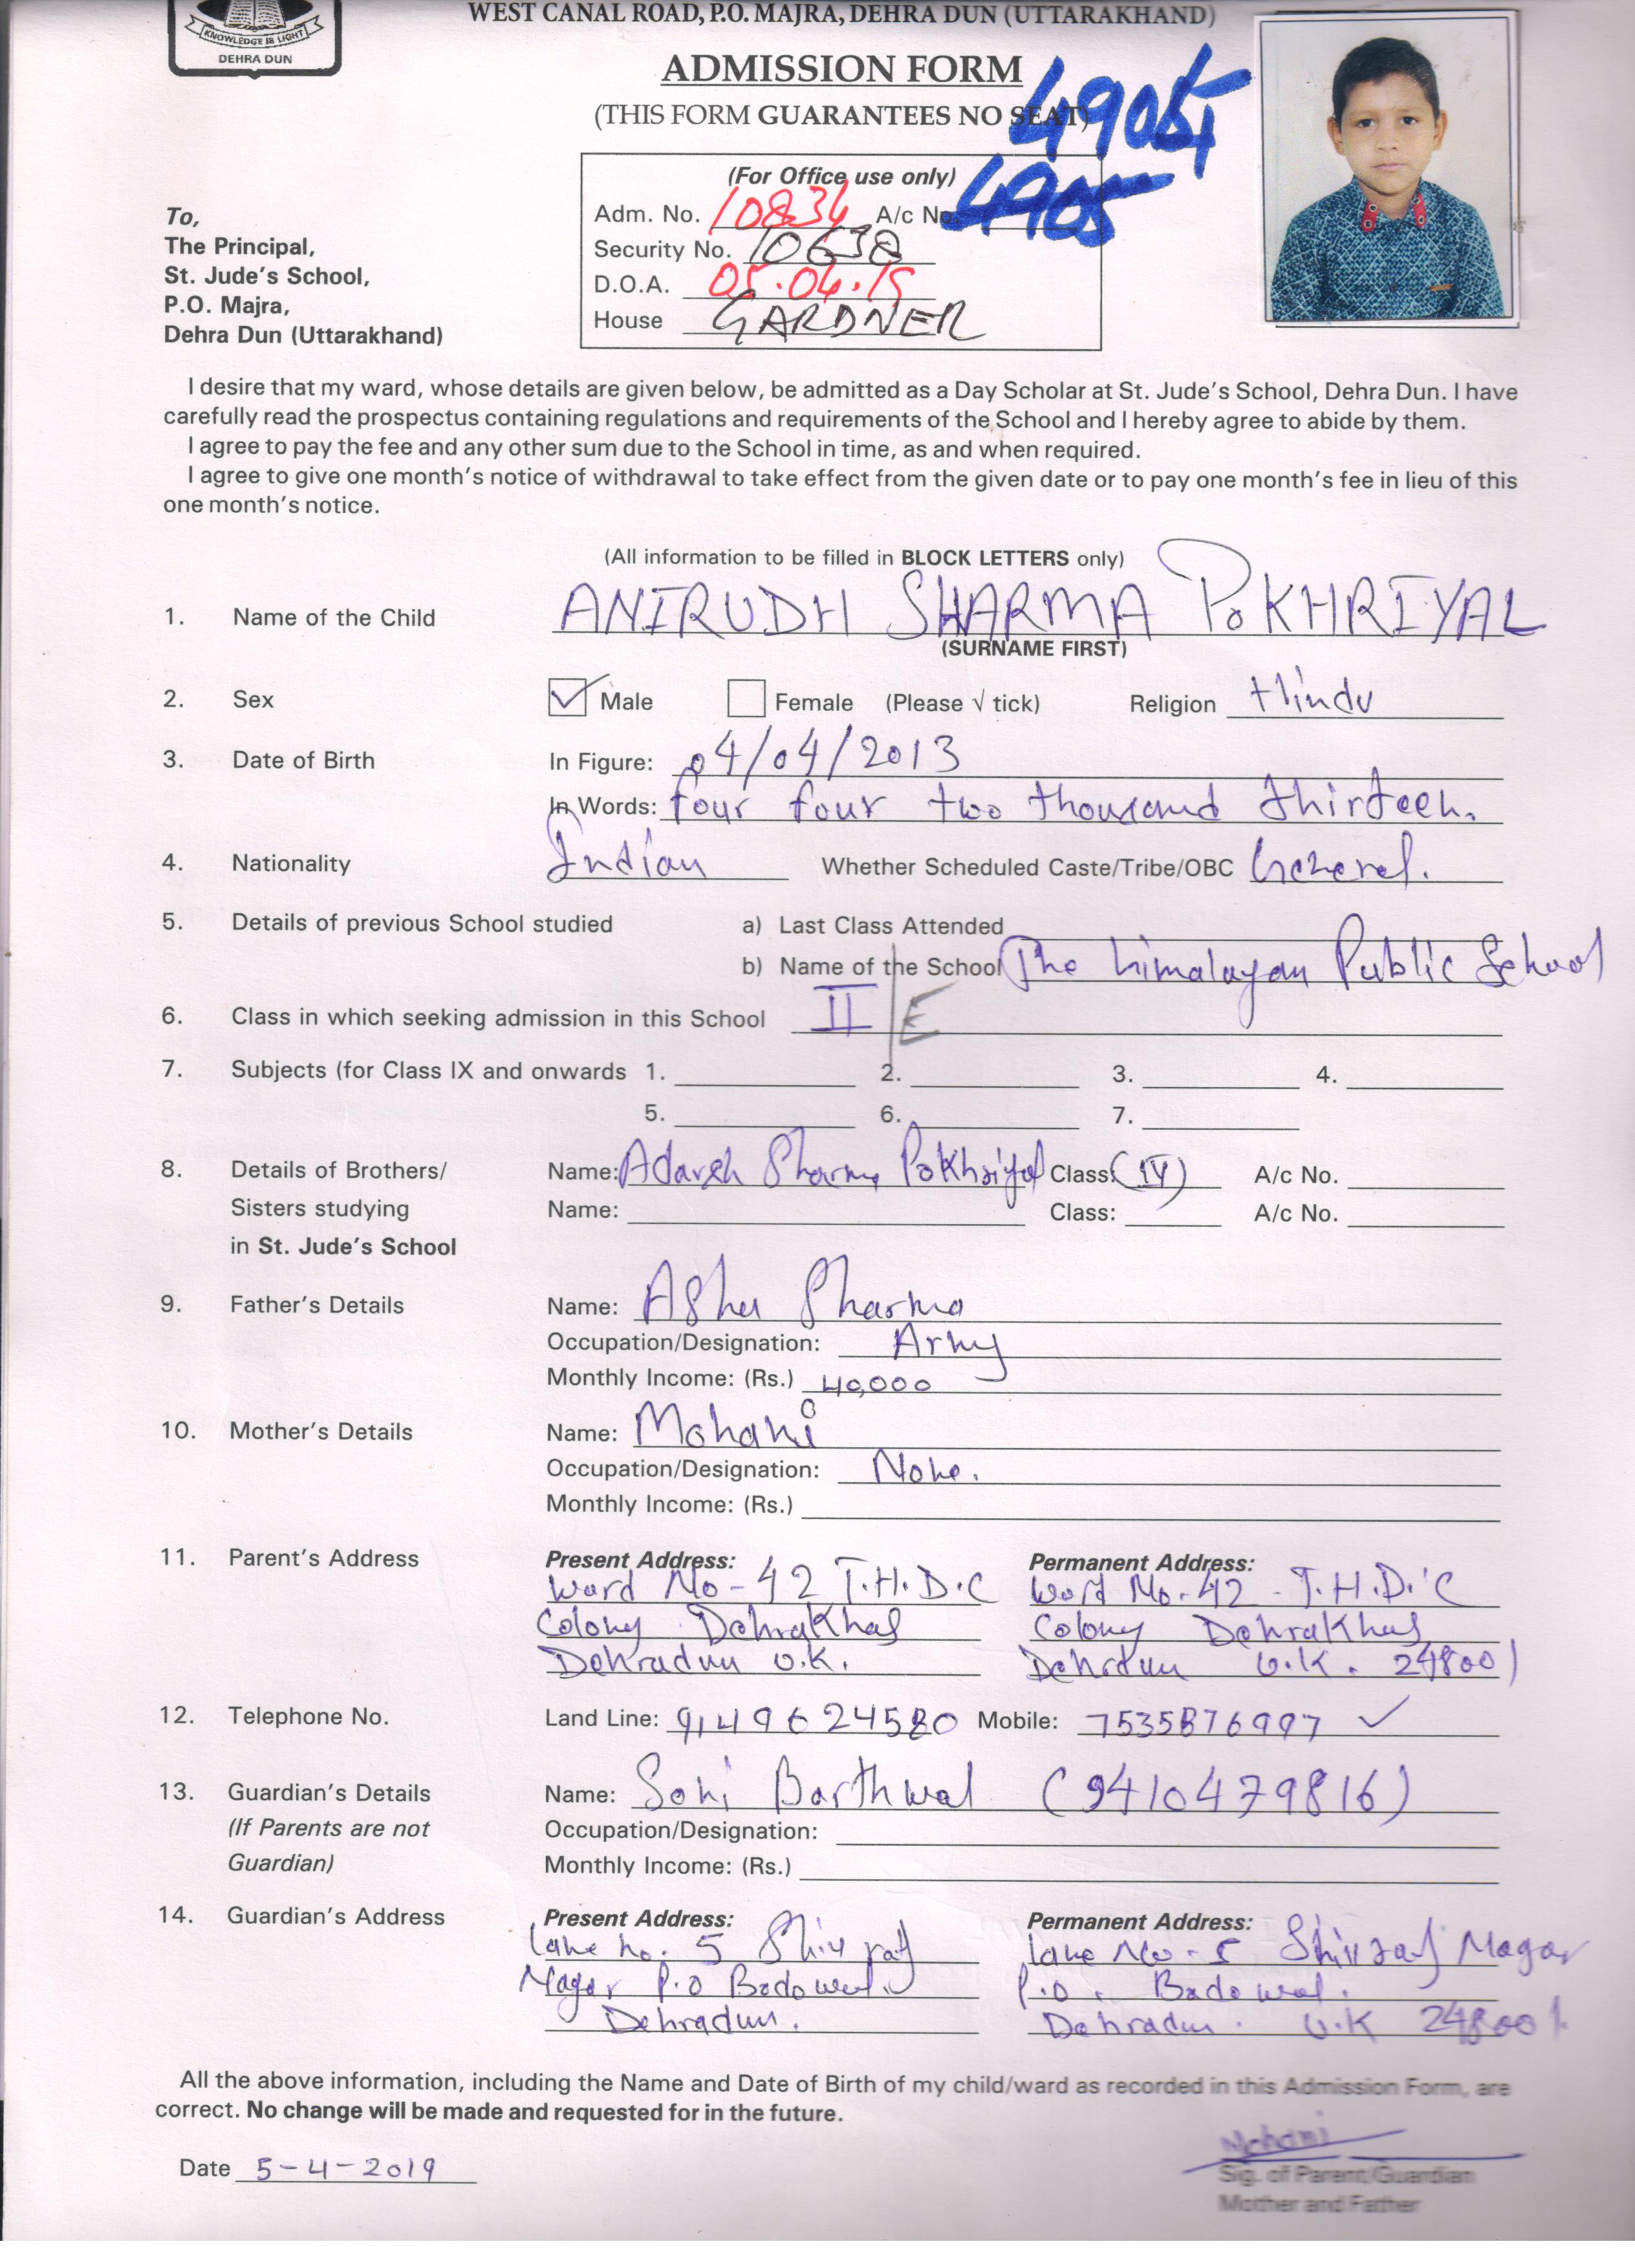 WEST CANAL ROAD, P.O. MAJRA, DEHRA DUN (UTTARAKHAND)
KNOWLEDGE IS LIGHT
DEHRA DUN
ADMISSION FORM
(THIS FORM GUARANTEES NO SEAT)
4905
(For Office use only)
Adm. No. 10834 A/c No. 4905
Security No. 10638
D.O.A. 05.04.19
House GARDNER
To,
The Principal,
St. Jude's School,
P.O. Majra,
Dehra Dun (Uttarakhand)
I desire that my ward, whose details are given below, be admitted as a Day Scholar at St. Jude's School, Dehra Dun. I have
carefully read the prospectus containing regulations and requirements of the School and I hereby agree to abide by them.
I agree to pay the fee and any other sum due to the School in time, as and when required.
I agree to give one month's notice of withdrawal to take effect from the given date or to pay one month's fee in lieu of this
one month's notice.
(All information to be filled in BLOCK LETTERS only)
1. Name of the Child ANIRUDH SHARMA POKHRIYAL
(SURNAME FIRST)
2. Sex Male Female (Please √ tick) Religion Hindu
3. Date of Birth In Figure: 04/04/2013
In Words: four four two thousand thirteen.
4. Nationality Indian Whether Scheduled Caste/Tribe/OBC General.
5. Details of previous School studied a) Last Class Attended
b) Name of the School The himalayan Public School
6. Class in which seeking admission in this School II E
7. Subjects (for Class IX and onwards 1. 2. 3. 4.
5. 6. 7.
8. Details of Brothers/ Name: Adarsh Sharma Pokhriyal Class: (IV) A/c No.
Sisters studying Name: Class: A/c No.
in St. Jude's School
9. Father's Details Name: Ashu Sharma
Occupation/Designation: Army
Monthly Income: (Rs.) 40,000
10. Mother's Details Name: Mohani
Occupation/Designation: None.
Monthly Income: (Rs.)
11. Parent's Address Present Address: Permanent Address:
Ward No-42 T.H.D.C Word No.42 - T.H.D.C
Colony Dehrakhas Colony Dehrakhas
Dehradun U.K. Dehrdun U.K. 248001
12. Telephone No. Land Line: 9149624580 Mobile: 7535876997 ✓
13. Guardian's Details Name: Soni Barthwal (9410479816)
(If Parents are not Occupation/Designation:
Guardian) Monthly Income: (Rs.)
14. Guardian's Address Present Address: Permanent Address:
lane no. 5 Shiv raj lane No - 5 Shivraj Nagar
Nagar P.O Badowal. P.O. Badowal.
Dehradun. Dehradun. U.K 248001.
All the above information, including the Name and Date of Birth of my child/ward as recorded in this Admission Form, are
correct. No change will be made and requested for in the future.
Mohani
Date 5-4-2019
Sig. of Parent/Guardian
Mother and Father